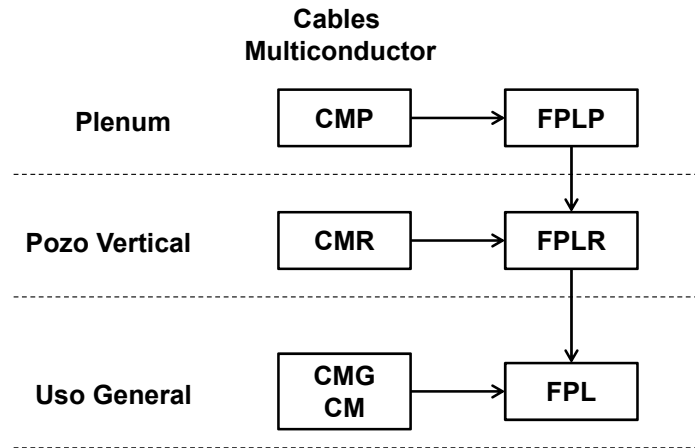 Cables
Multiconductor
Plenum
CMP
FPLP
Pozo Vertical
CMR
FPLR
Uso General
CMG
CM
FPL